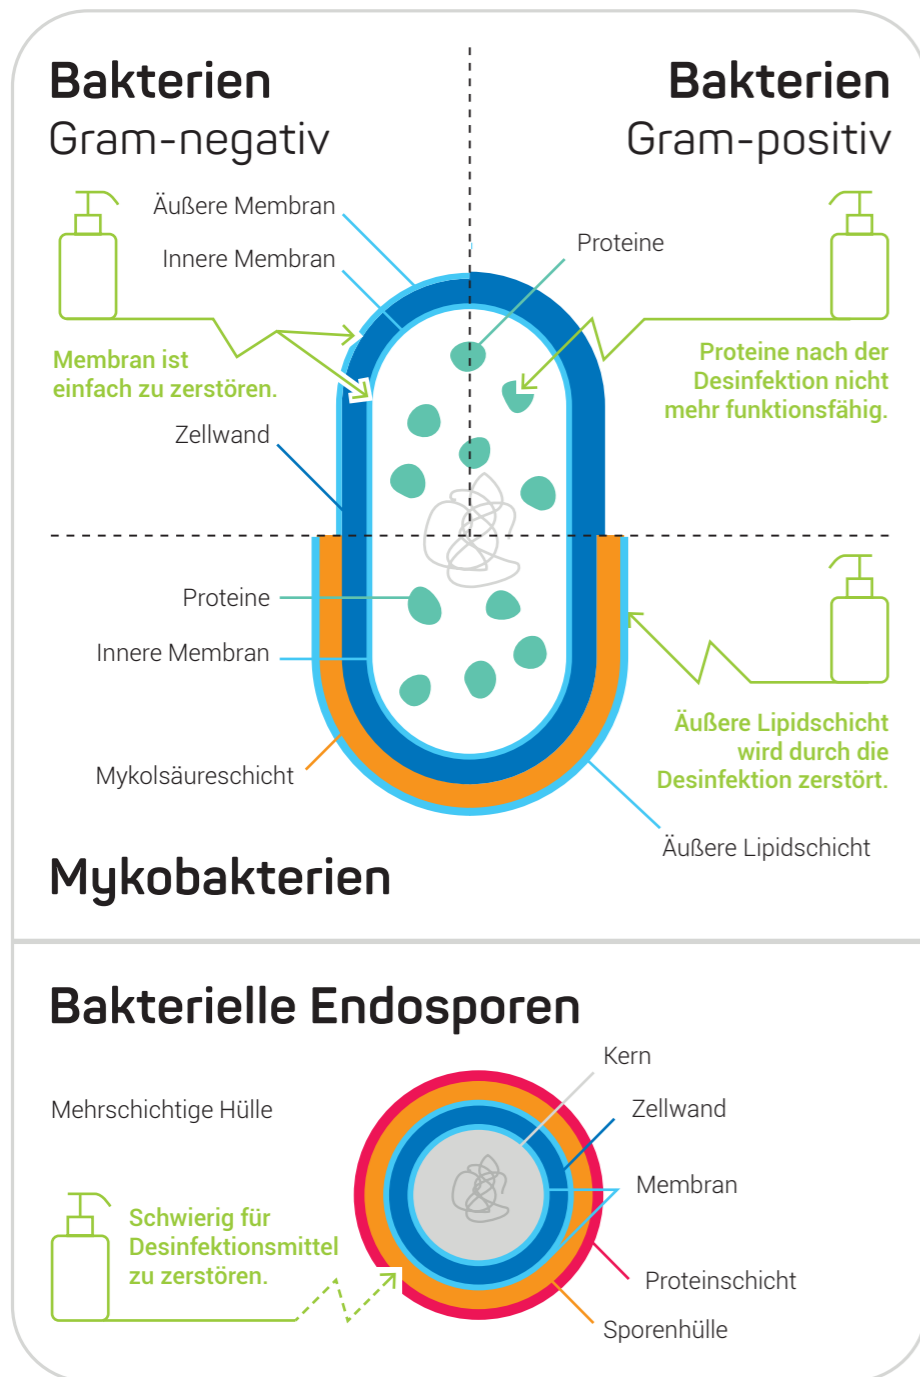 Bakterien
Gram-negativ
Bakterien
Gram-positiv
Äußere Membran
Innere Membran
Proteine
Membran ist
einfach zu zerstören.
Proteine nach der
Desinfektion nicht
mehr funktionsfähig.
Zellwand
Proteine
Innere Membran
Mykolsäureschicht
Äußere Lipidschicht
wird durch die
Desinfektion zerstört.
Äußere Lipidschicht
Mykobakterien
Bakterielle Endosporen
Mehrschichtige Hülle
Kern
Zellwand
Membran
Schwierig für
Desinfektionsmittel
zu zerstören.
Proteinschicht
Sporenhülle